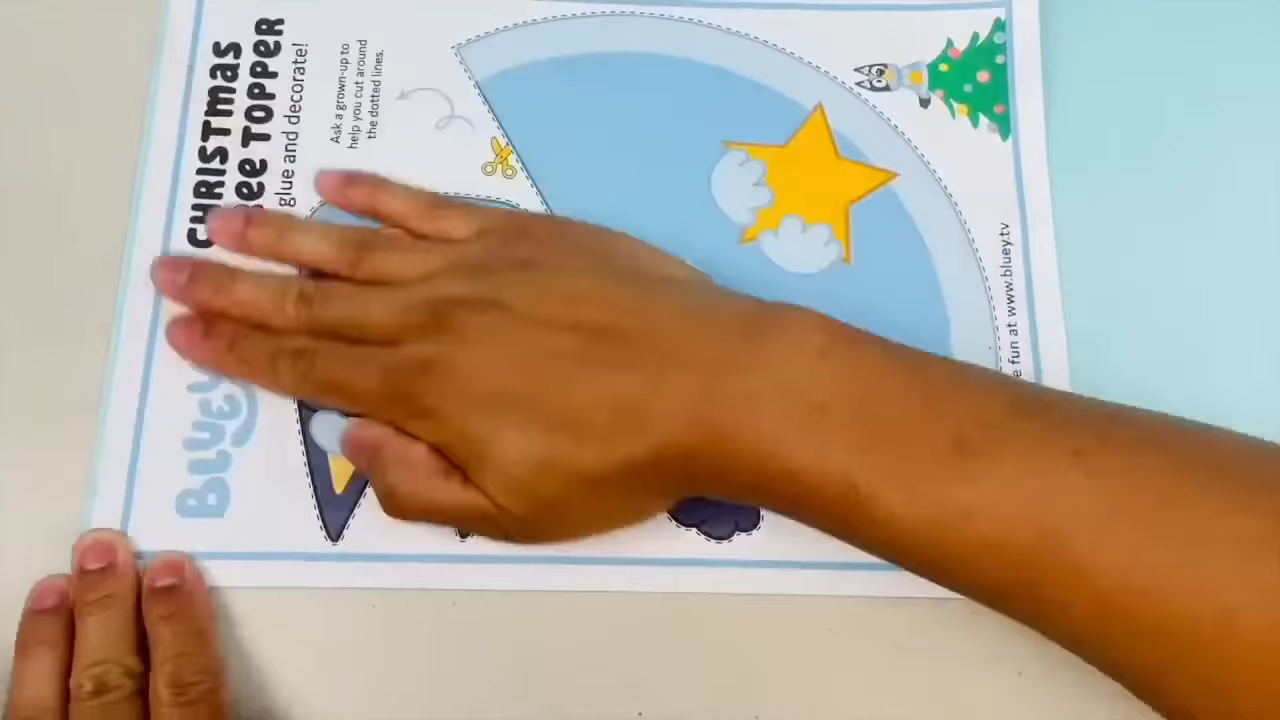 BLUEY
CHRISTMAS
ee TOPPER
glue and decorate!
Ask a grown-up to
help you cut around
the dotted lines.
e fun at www.bluey.tv